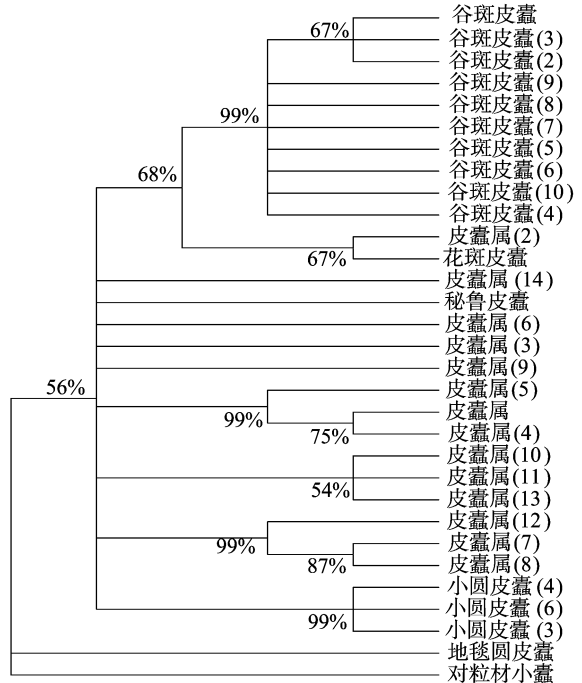 谷斑皮蠹
67%
谷斑皮蠹(3)
谷斑皮蠹(2)
谷斑皮蠹(9)
谷斑皮蠹(8)
99%
谷斑皮蠹(7)
谷斑皮蠹(5)
谷斑皮蠹(6)
68%
谷斑皮蠹(10)
谷斑皮蠹(4)
皮蠹属(2)
67%
花斑皮蠹
皮蠹属(14)
秘鲁皮蠹
皮蠹属(6)
皮蠹属(3)
皮蠹属(9)
56%
皮蠹属(5)
99%
皮蠹属
75%
皮蠹属(4)
皮蠹属(10)
皮蠹属(11)
54%
皮蠹属(13)
皮蠹属(12)
99%
皮蠹属(7)
87%
皮蠹属(8)
小圆皮蠹(4)
小圆皮蠹(6)
99%
小圆皮蠹(3)
地毯圆皮蠹
对粒材小蠹